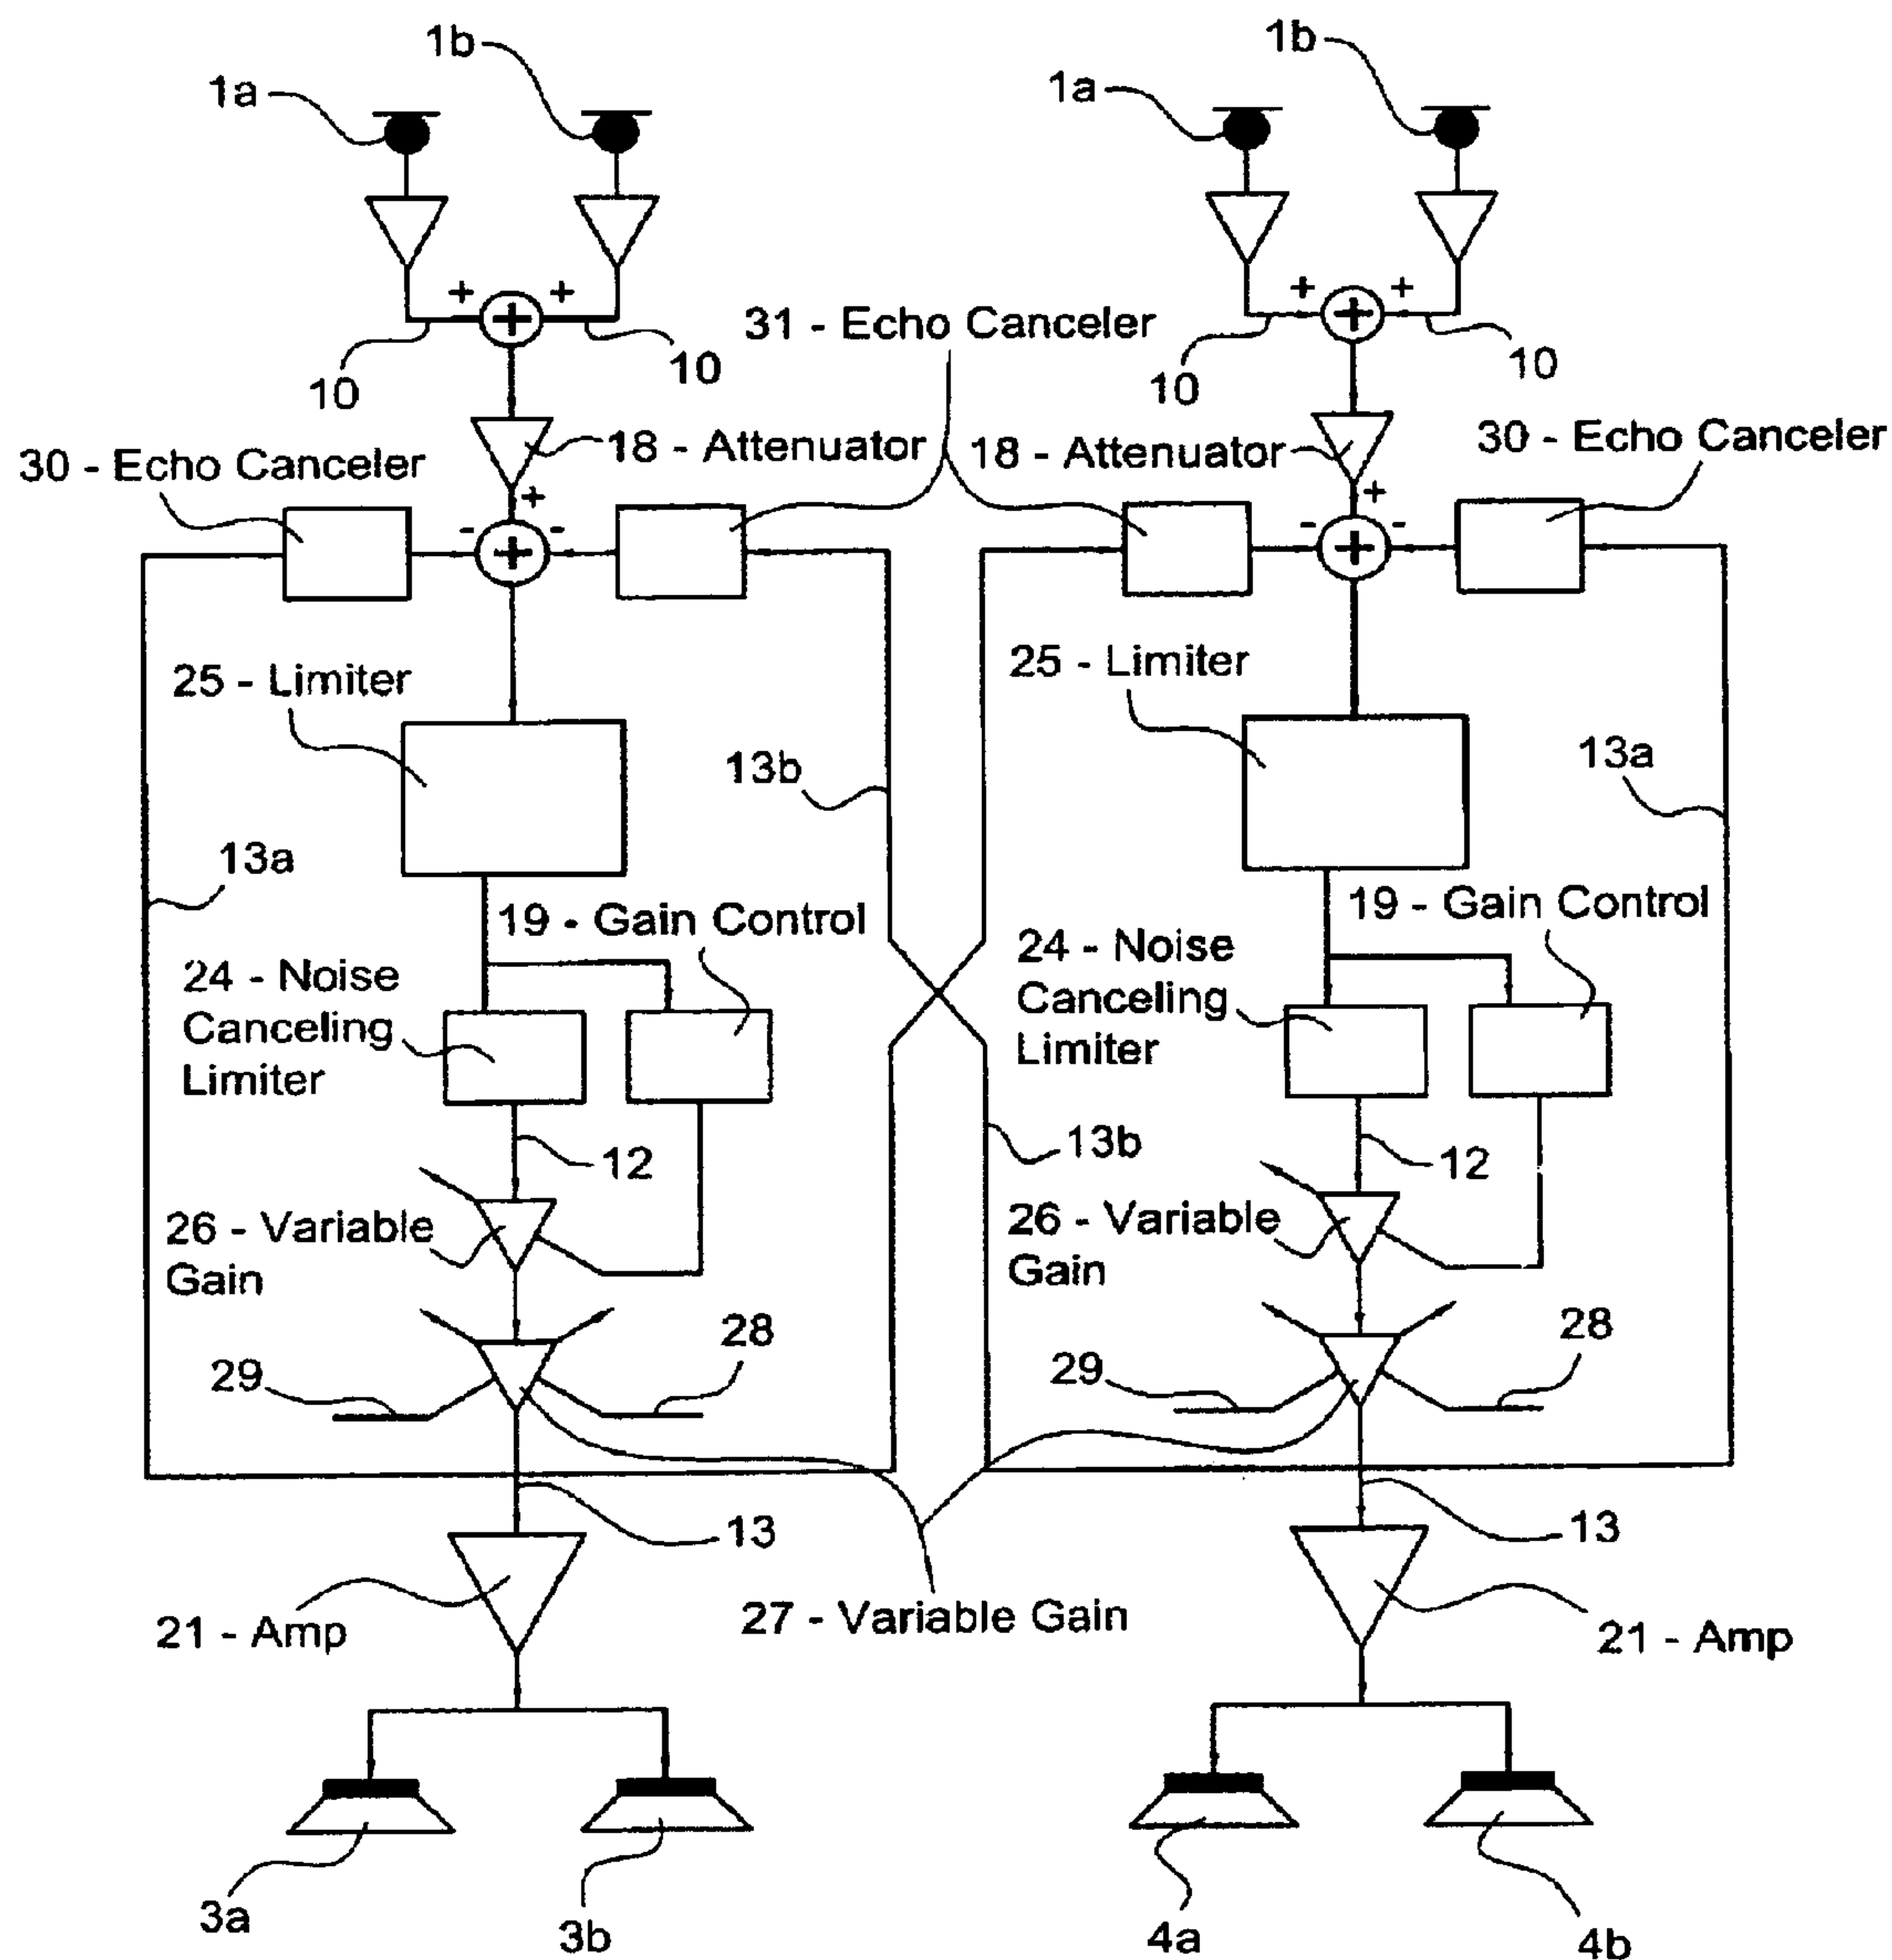 1b
1b
1a
1a
+ + +
+ + +
31 - Echo Canceler
10
10
10
10
18 - Attenuator
18 - Attenuator
30 - Echo Canceler
30 - Echo Canceler
+
+
- + -
- + -
25 - Limiter
25 - Limiter
13b
13a
13a
19 - Gain Control
19 - Gain Control
24 - Noise
Canceling
Limiter
24 - Noise
Canceling
Limiter
12
13b
12
26 - Variable
Gain
26 - Variable
Gain
29
28
29
28
13
13
21 - Amp
27 - Variable Gain
21 - Amp
3a
3b
4a
4b